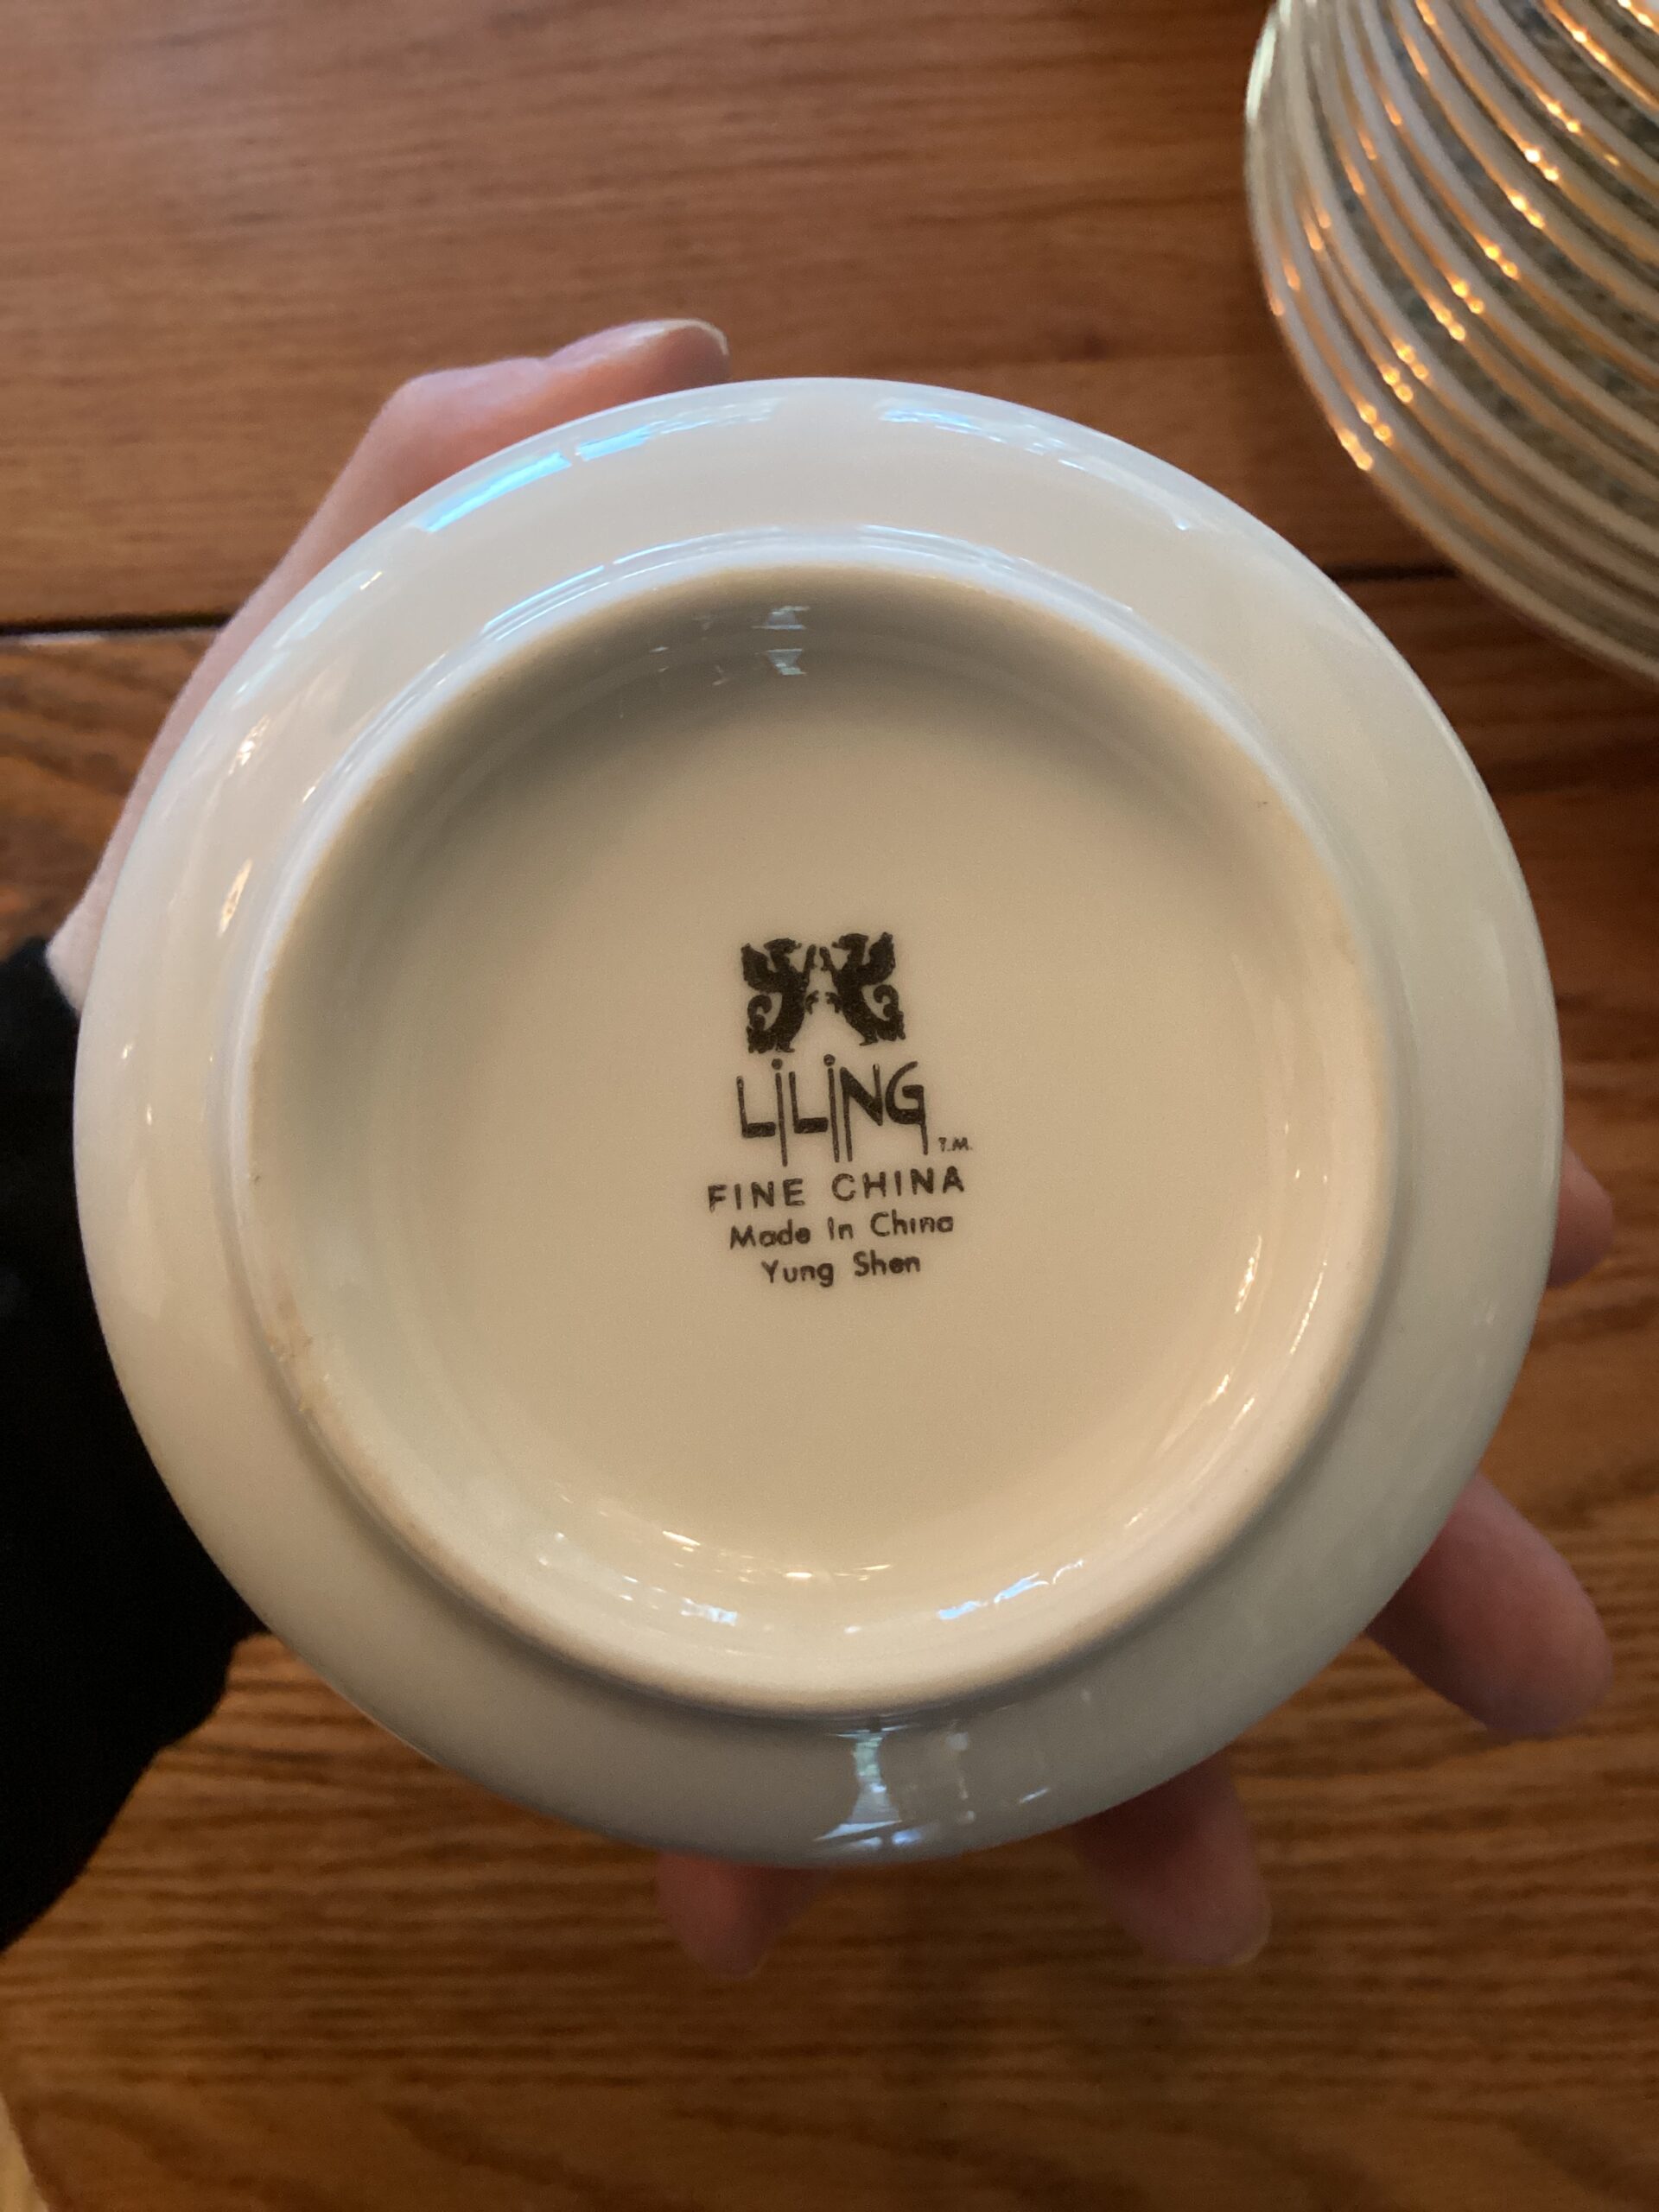 LiLiNG T.M.
FINE CHINA
Made In China
Yung Shen